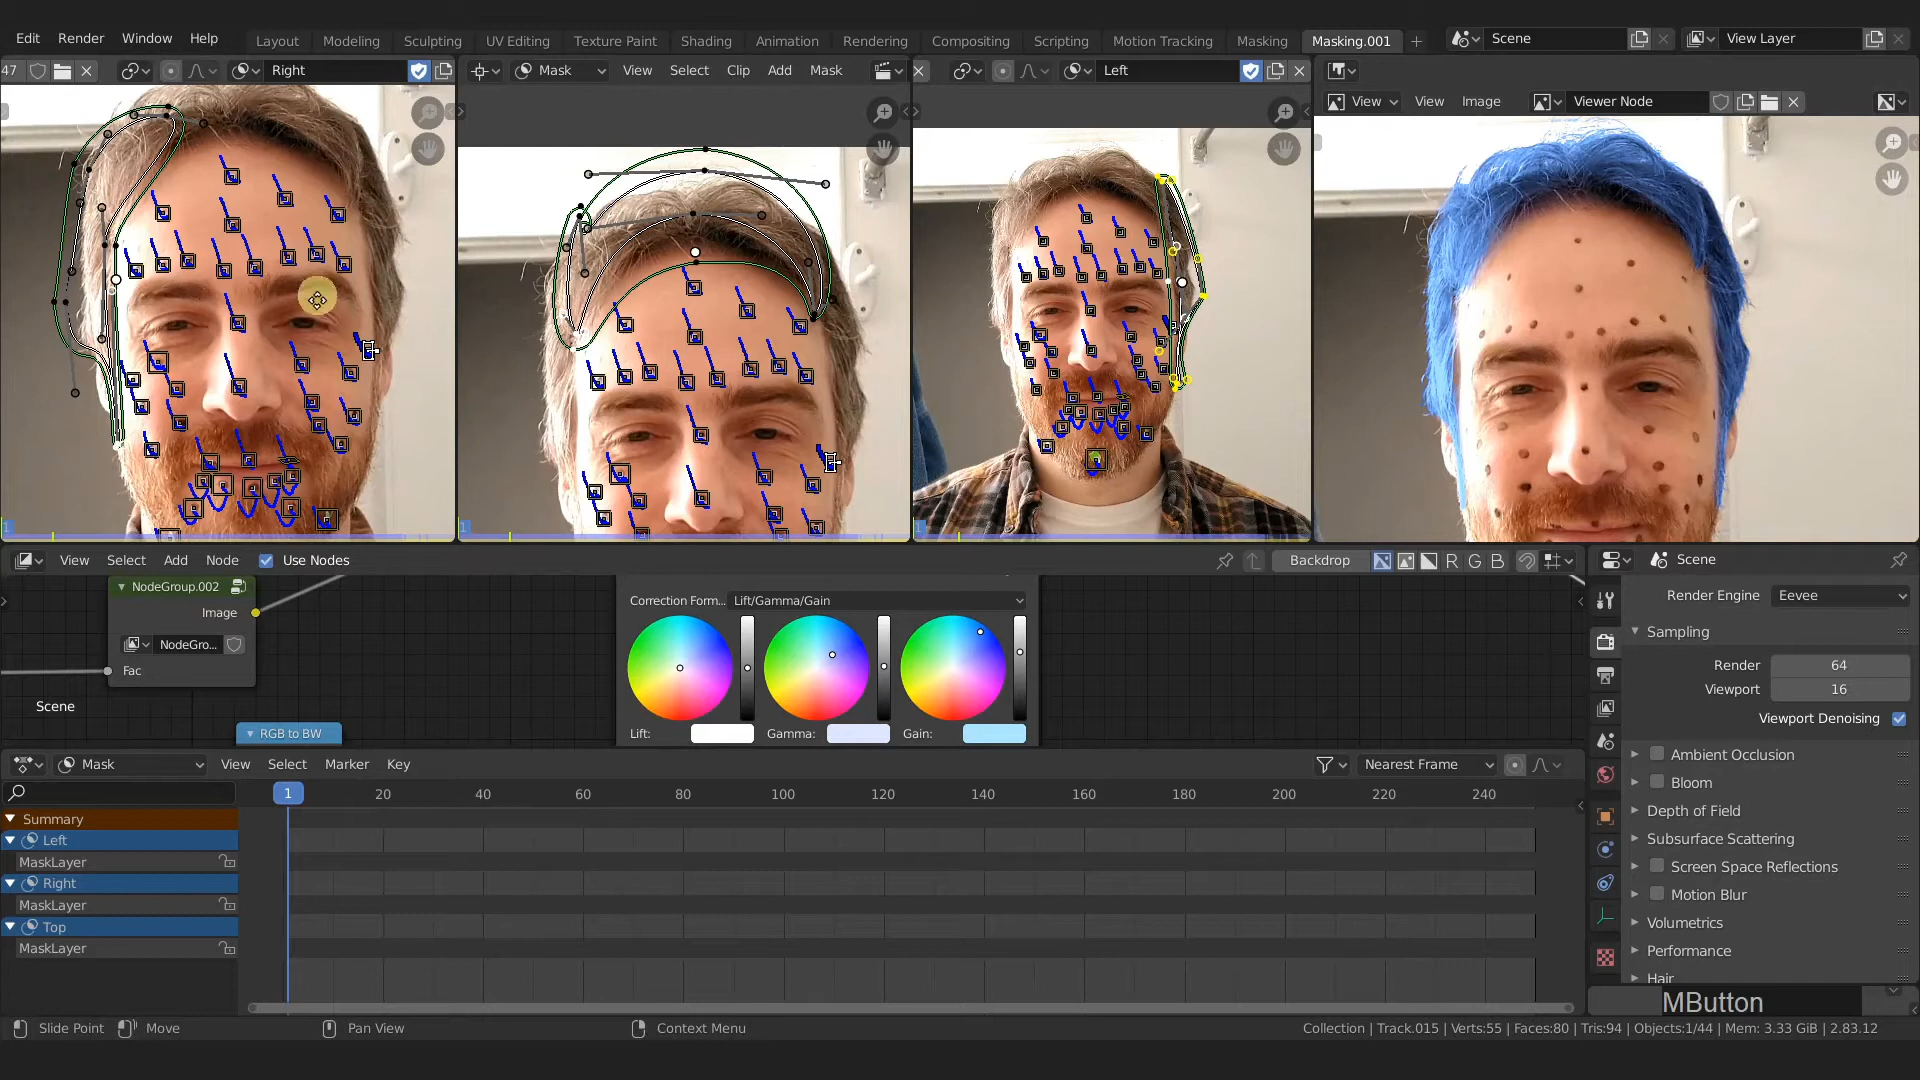 Edit Render Window Help Layout Modeling Sculpting UV Editing Texture Paint Shading Animation Rendering Compositing Scripting Motion Tracking Masking Masking.001 Scene View Layer
47 Right Mask View Select Clip Add Mask Left
View View Image Viewer Node
1 1 1
View Select Add Node Use Nodes Backdrop R G B Scene
NodeGroup.002
Image
NodeGro...
Fac
Scene
RGB to BW
Correction Form... Lift/Gamma/Gain
Lift: Gamma: Gain:
Render Engine Eevee
Sampling
Render 64
Viewport 16
Viewport Denoising
Ambient Occlusion
Bloom
Depth of Field
Subsurface Scattering
Screen Space Reflections
Motion Blur
Volumetrics
Performance
Hair
Mask View Select Marker Key Nearest Frame
1 20 40 60 80 100 120 140 160 180 200 220 240
Summary
Left
MaskLayer
Right
MaskLayer
Top
MaskLayer
MButton
Slide Point Move Pan View Context Menu Collection | Track.015 | Verts:55 | Faces:80 | Tris:94 | Objects:1/44 | Mem: 3.33 GiB | 2.83.12